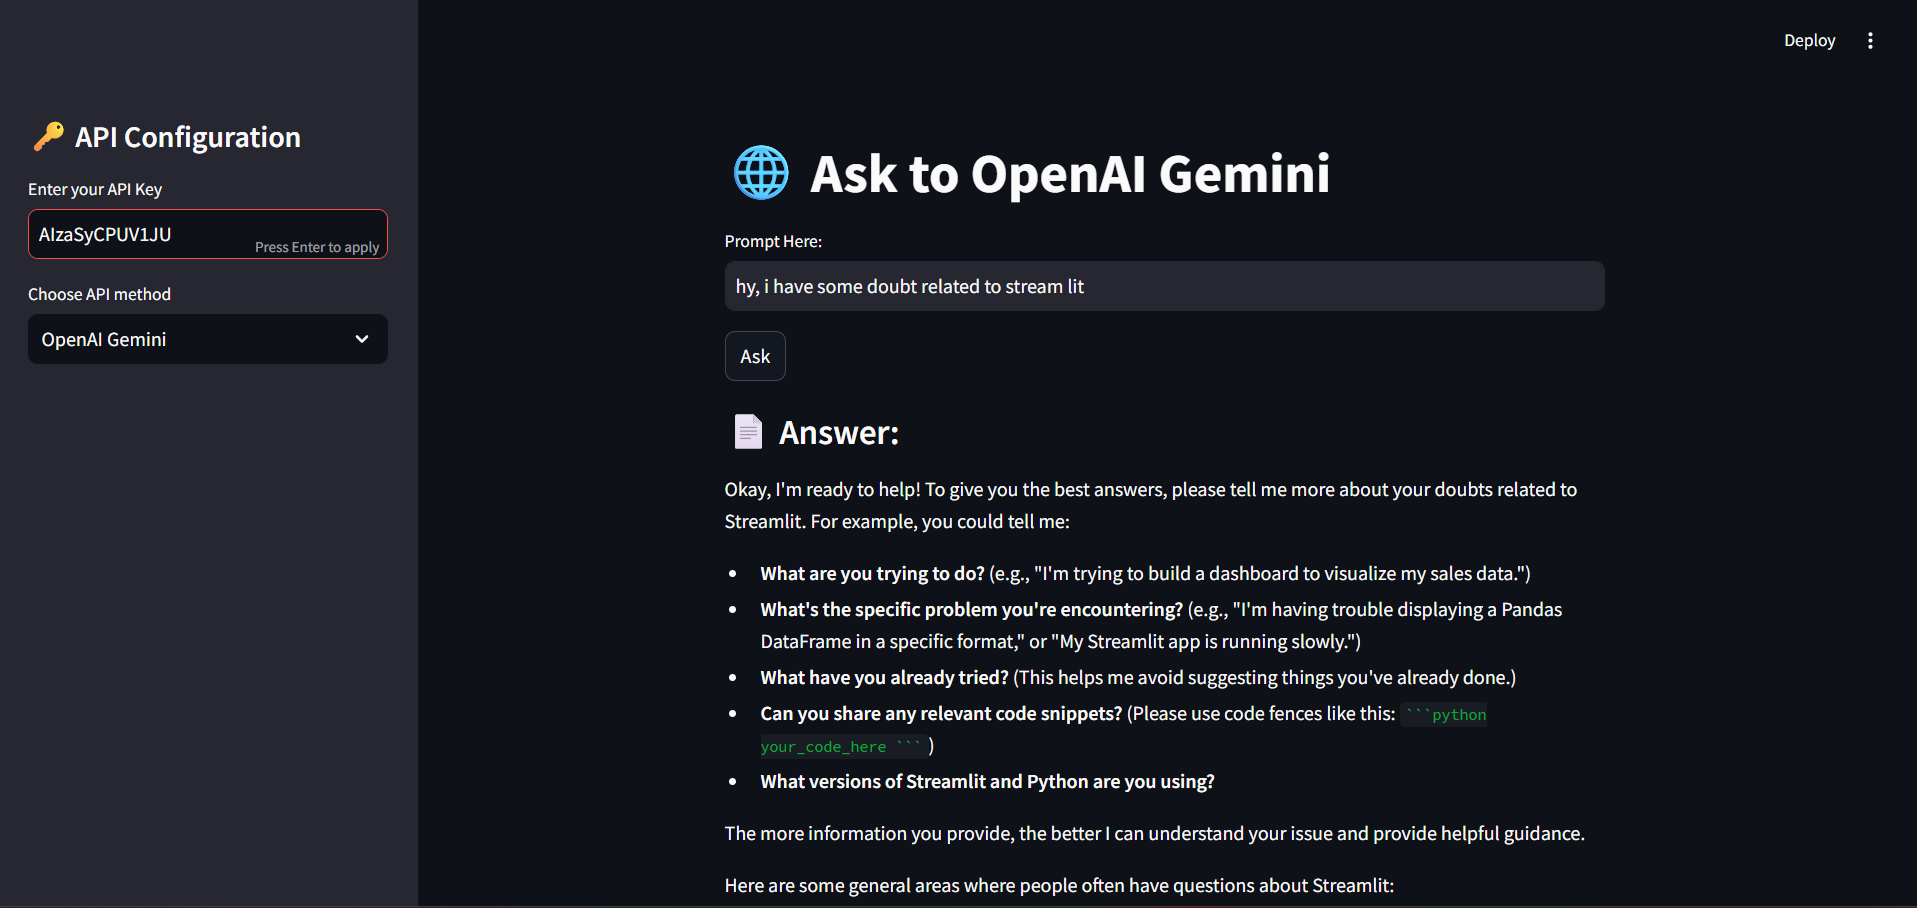 Deploy
API Configuration
Enter your API Key
AIzaSyCPUV1JU
Press Enter to apply
Choose API method
OpenAI Gemini
Ask to OpenAI Gemini
Prompt Here:
hy, i have some doubt related to stream lit
Ask
Answer:
Okay, I'm ready to help! To give you the best answers, please tell me more about your doubts related to
Streamlit. For example, you could tell me:
• What are you trying to do? (e.g., "I'm trying to build a dashboard to visualize my sales data.")
• What's the specific problem you're encountering? (e.g., "I'm having trouble displaying a Pandas
DataFrame in a specific format," or "My Streamlit app is running slowly.")
• What have you already tried? (This helps me avoid suggesting things you've already done.)
• Can you share any relevant code snippets? (Please use code fences like this: ```python
your_code_here ``` )
• What versions of Streamlit and Python are you using?
The more information you provide, the better I can understand your issue and provide helpful guidance.
Here are some general areas where people often have questions about Streamlit: